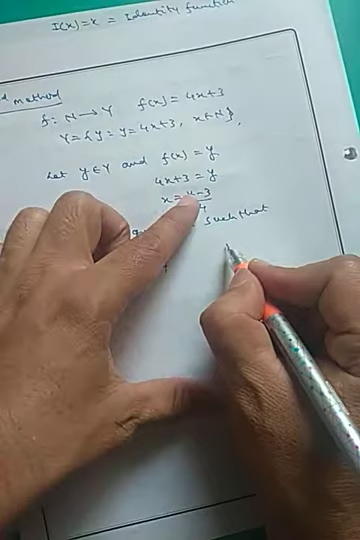 I(x) = x = Identity function
method
f: N → Y f(x) = 4x+3
Y = { y = y = 4x+3, x ∈ N},
Let y ∈ Y and f(x) = y
4x+3 = y
x = y-3
such that